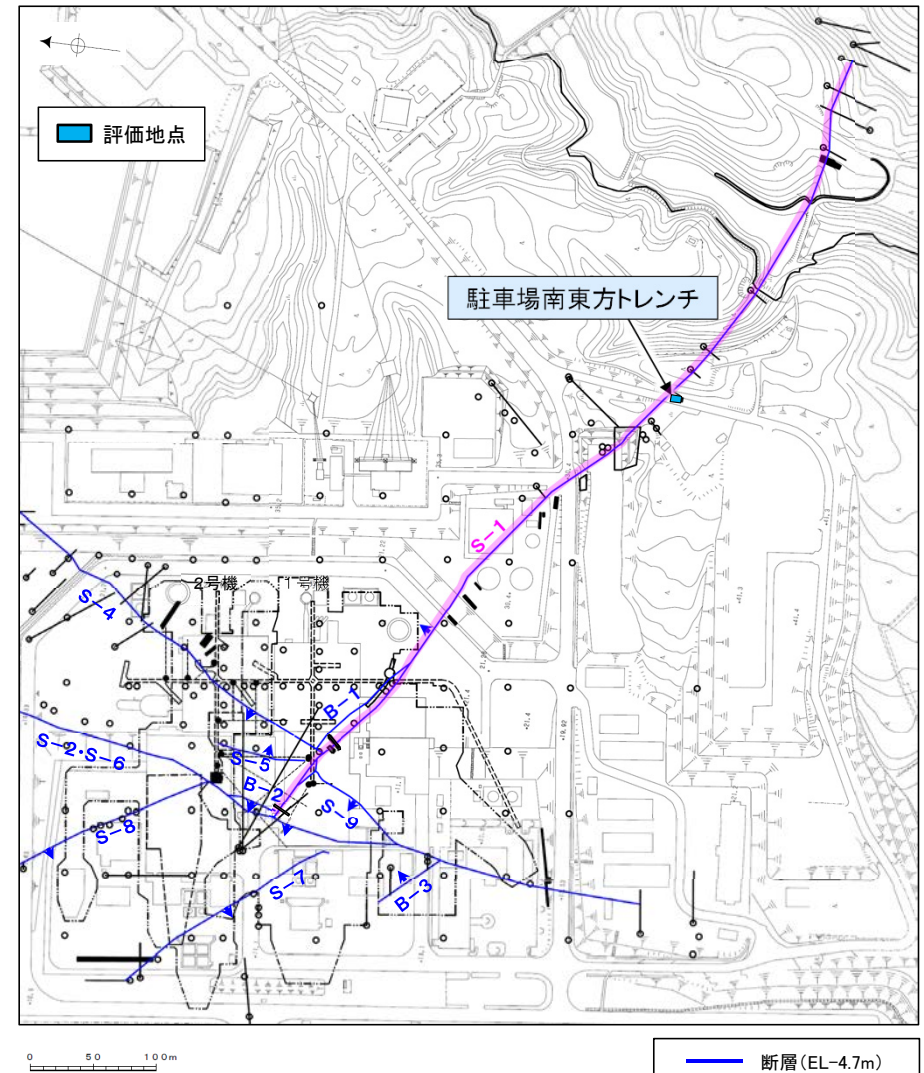 評価地点
駐車場南東方トレンチ
S-1
2号機
1号機
S-4
B-1
S-2・S-6
S-5
B-2
S-9
S-8
S-7
B-3
0 50 100m
断層(EL-4.7m)